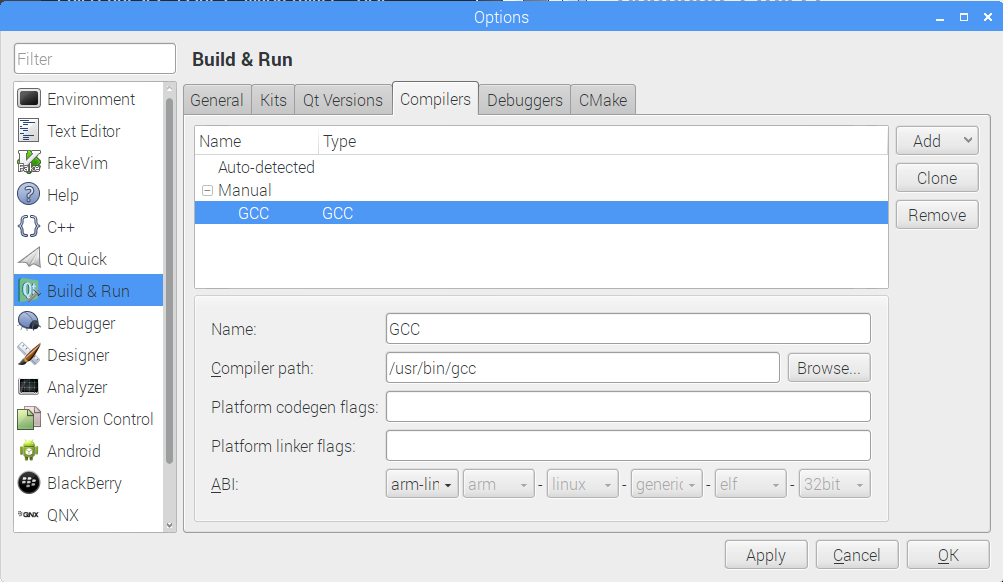 Options
Filter
Build & Run
Environment
Text Editor
FakeVim
Help
C++
Qt Quick
Build & Run
Debugger
Designer
Analyzer
Version Control
Android
BlackBerry
QNX
General Kits Qt Versions Compilers Debuggers CMake
Name Type
Auto-detected
Manual
GCC GCC
Add
Clone
Remove
Name: GCC
Compiler path: /usr/bin/gcc Browse...
Platform codegen flags:
Platform linker flags:
ABI: arm-lin arm - linux - generic - elf - 32bit
Apply Cancel OK